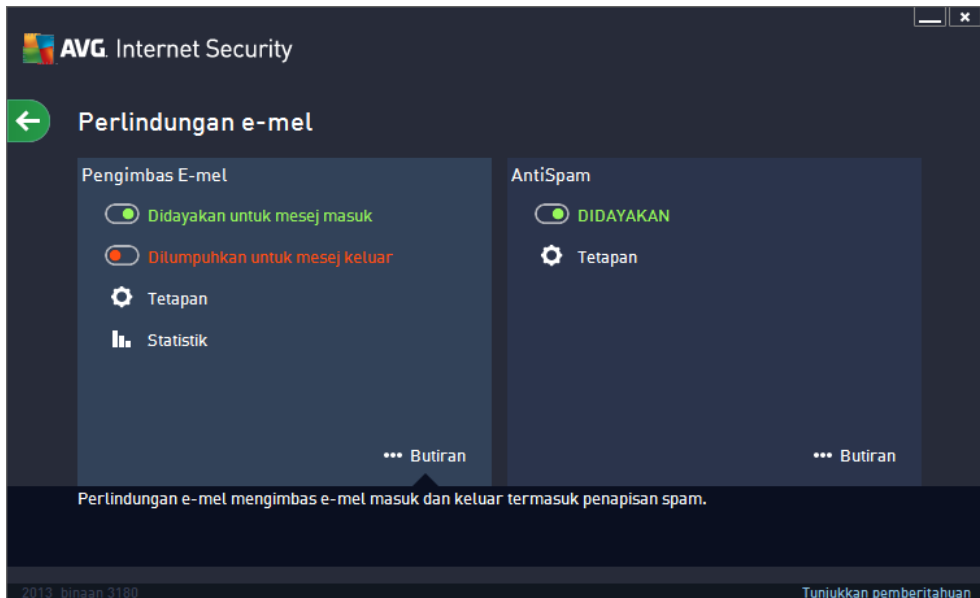 AVG. Internet Security
Perlindungan e-mel
Pengimbas E-mel
Didayakan untuk mesej masuk
Dilumpuhkan untuk mesej keluar
Tetapan
Statistik
Butiran
AntiSpam
DIDAYAKAN
Tetapan
Butiran
Perlindungan e-mel mengimbas e-mel masuk dan keluar termasuk penapisan spam.
2013 binaan 3180
Tunjukkan pemberitahuan